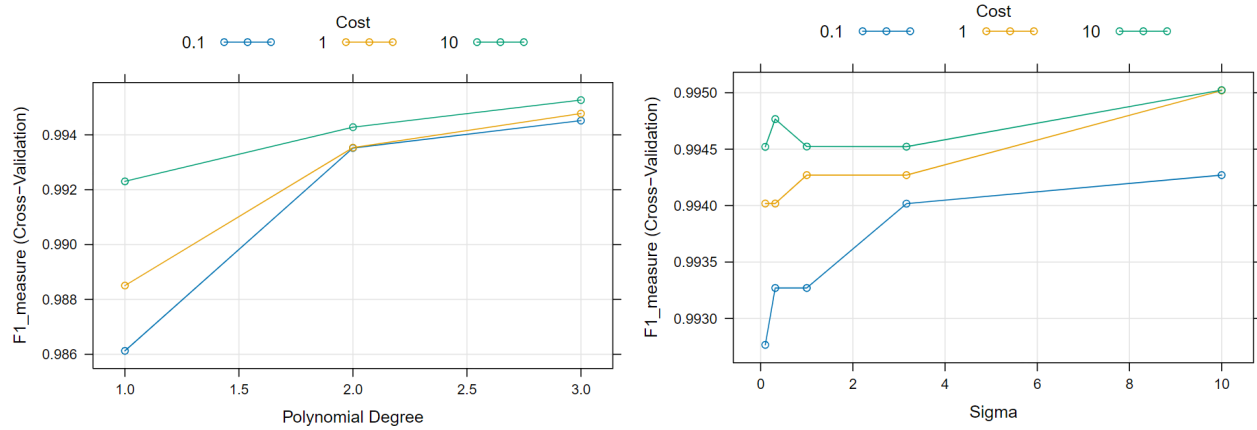 Cost
0.1 1 10
F1_measure (Cross−Validation)
0.994
0.992
0.990
0.988
0.986
1.0 1.5 2.0 2.5 3.0
Polynomial Degree
Cost
0.1 1 10
F1_measure (Cross−Validation)
0.9950
0.9945
0.9940
0.9935
0.9930
0 2 4 6 8 10
Sigma